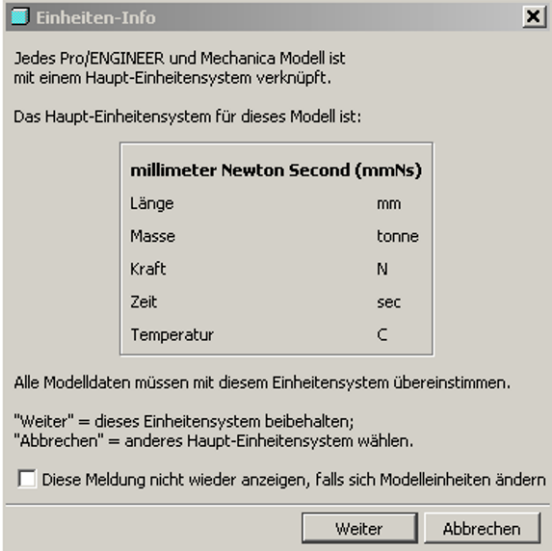 Einheiten-Info
Jedes Pro/ENGINEER und Mechanica Modell ist
mit einem Haupt-Einheitensystem verknüpft.
Das Haupt-Einheitensystem für dieses Modell ist:
millimeter Newton Second (mmNs)
Länge mm
Masse tonne
Kraft N
Zeit sec
Temperatur C
Alle Modelldaten müssen mit diesem Einheitensystem übereinstimmen.
"Weiter" = dieses Einheitensystem beibehalten;
"Abbrechen" = anderes Haupt-Einheitensystem wählen.
Diese Meldung nicht wieder anzeigen, falls sich Modelleinheiten ändern
Weiter Abbrechen